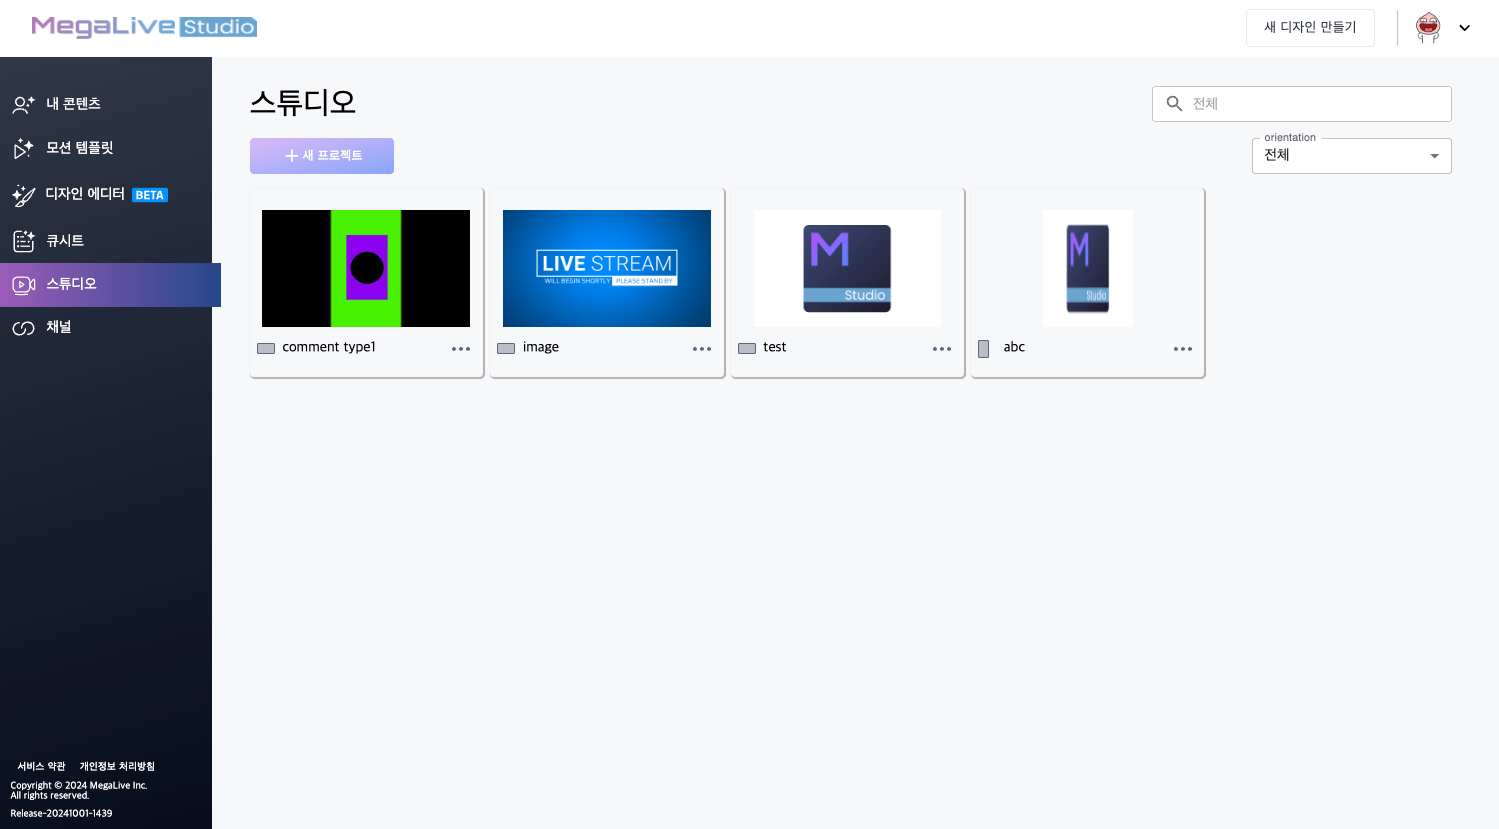 MegaLive Studio
새 디자인 만들기
내 콘텐츠
모션 템플릿
디자인 에디터 BETA
큐시트
스튜디오
채널
서비스 약관 개인정보 처리방침
Copyright © 2024 MegaLive Inc.
All rights reserved.
Release-20241001-1439
스튜디오
전체
새 프로젝트
orientation
전체
LIVE STREAM
WILL BEGIN SHORTLY PLEASE STAND BY
M
Studio
M
Studio
comment type1
image
test
abc